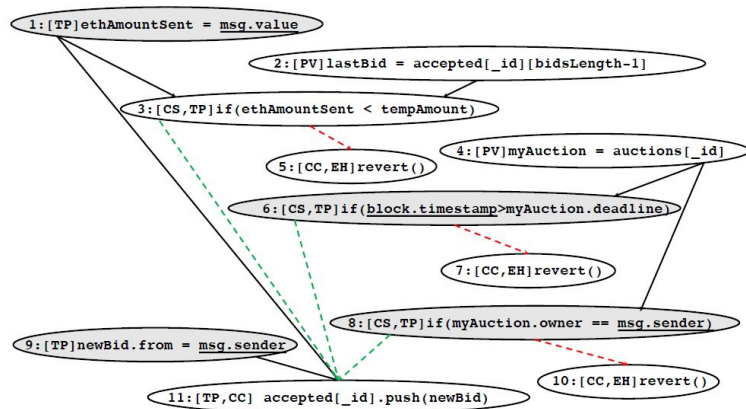 1:[TP]ethAmountSent = msg.value
2:[PV]lastBid = accepted[_id][bidsLength-1]
3:[CS,TP]if(ethAmountSent < tempAmount)
4:[PV]myAuction = auctions[_id]
5:[CC,EH]revert()
6:[CS,TP]if(block.timestamp>myAuction.deadline)
7:[CC,EH]revert()
8:[CS,TP]if(myAuction.owner == msg.sender)
9:[TP]newBid.from = msg.sender
10:[CC,EH]revert()
11:[TP,CC] accepted[_id].push(newBid)